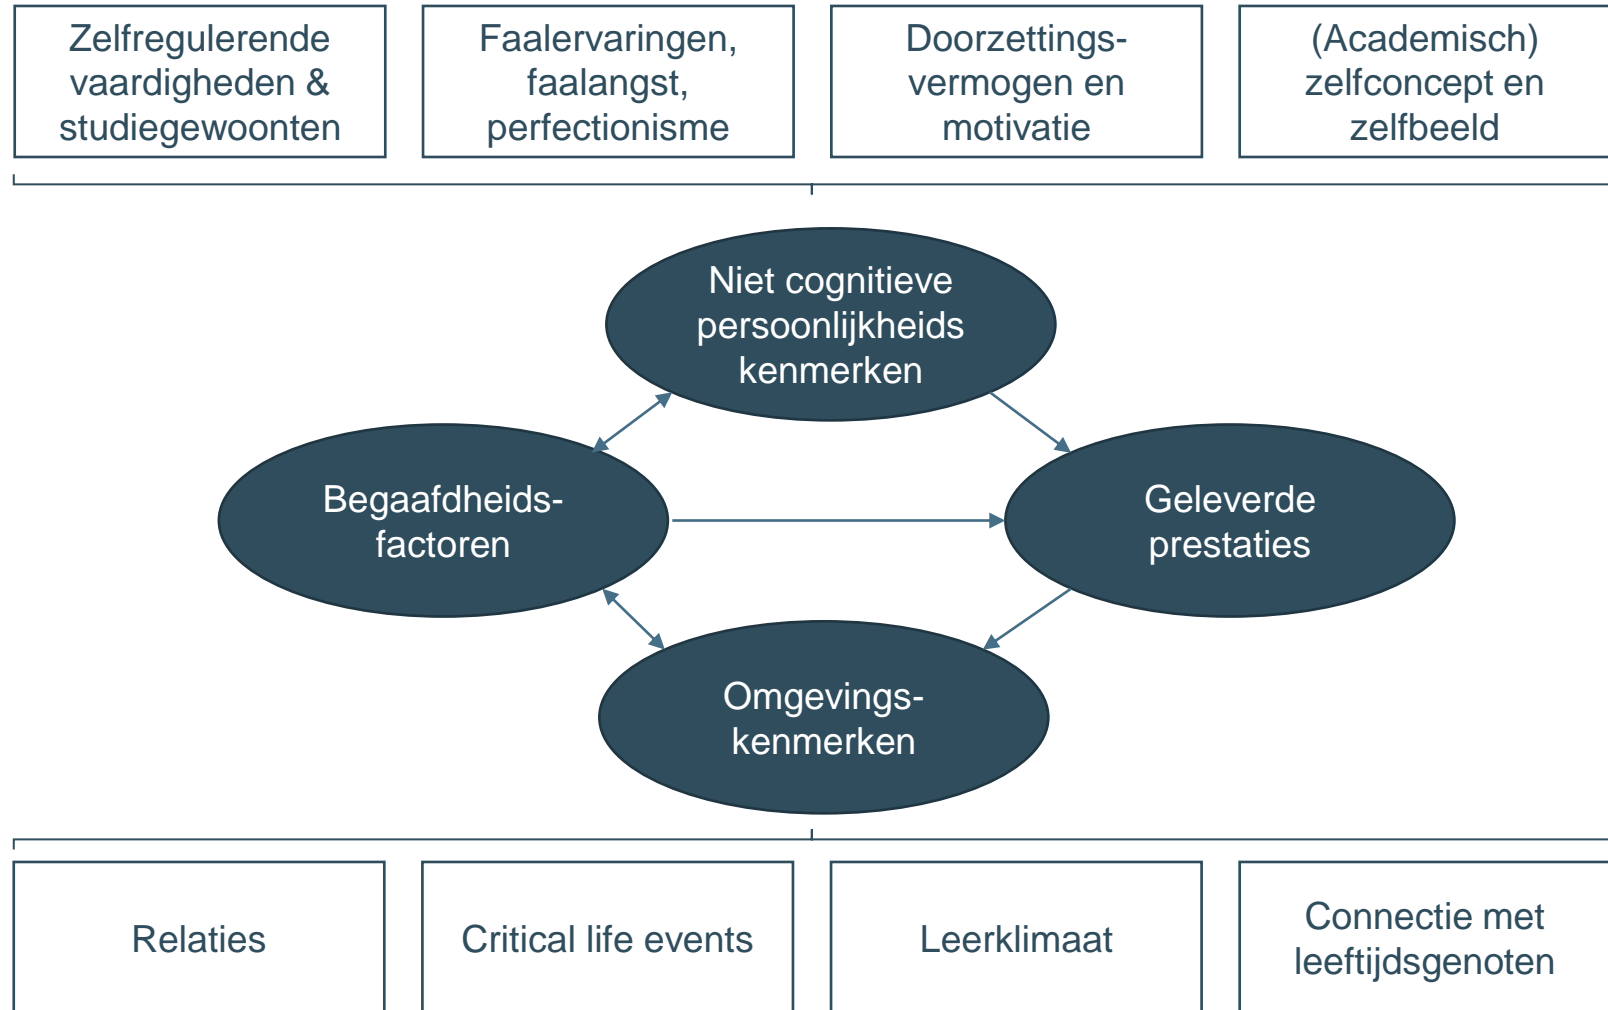 Zelfregulerende
vaardigheden &
studiegewoonten
Faalervaringen,
faalangst,
perfectionisme
Doorzettings-
vermogen en
motivatie
(Academisch)
zelfconcept en
zelfbeeld
Niet cognitieve
persoonlijkheids
kenmerken
Begaafdheids-
factoren
Geleverde
prestaties
Omgevings-
kenmerken
Relaties
Critical life events
Leerklimaat
Connectie met
leeftijdsgenoten